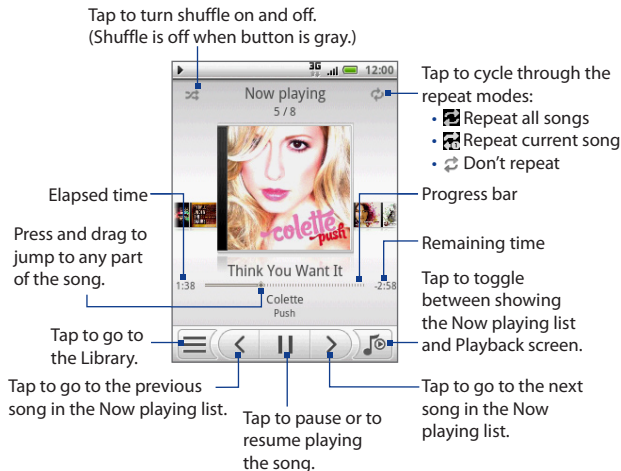 Tap to turn shuffle on and off.
(Shuffle is off when button is gray.)
3G
12:00
Now playing
5 / 8
Tap to cycle through the
repeat modes:
• Repeat all songs
• Repeat current song
• Don't repeat
colette
push
Elapsed time
Progress bar
Press and drag to
jump to any part
of the song.
Remaining time
Think You Want It
1:38
-2:58
Colette
Push
Tap to toggle
between showing
the Now playing list
and Playback screen.
Tap to go to
the Library.
Tap to go to the previous
song in the Now playing list.
Tap to pause or to
resume playing
the song.
Tap to go to the next
song in the Now
playing list.